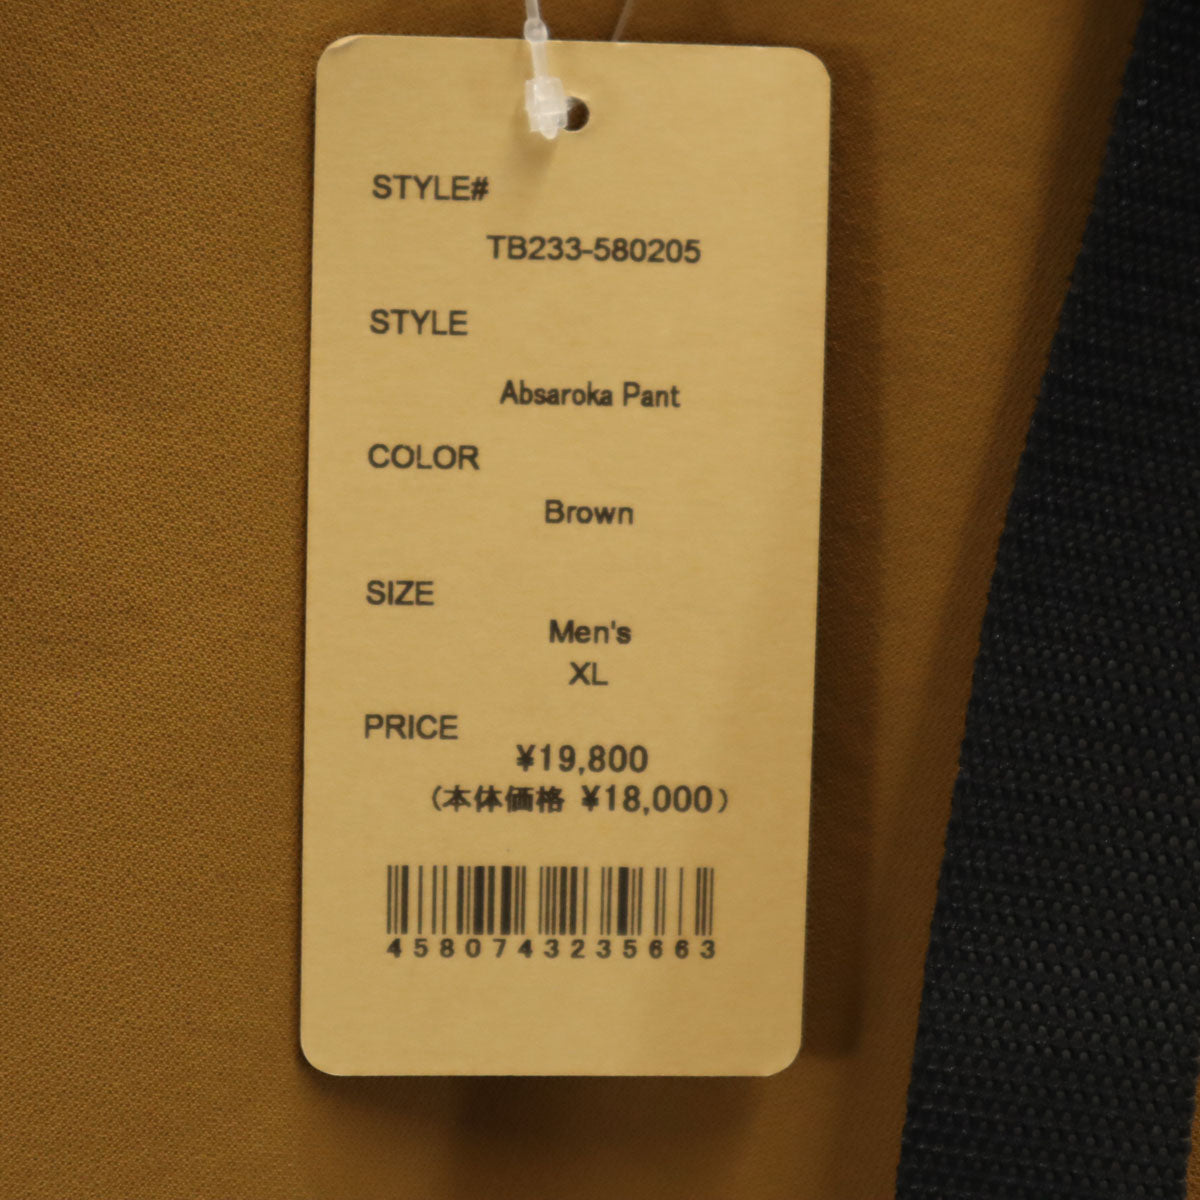 STYLE#
TB233-580205
STYLE
Absaroka Pant
COLOR
Brown
SIZE
Men's
XL
PRICE
¥19,800
(本体価格 ¥18,000)
4580743235663